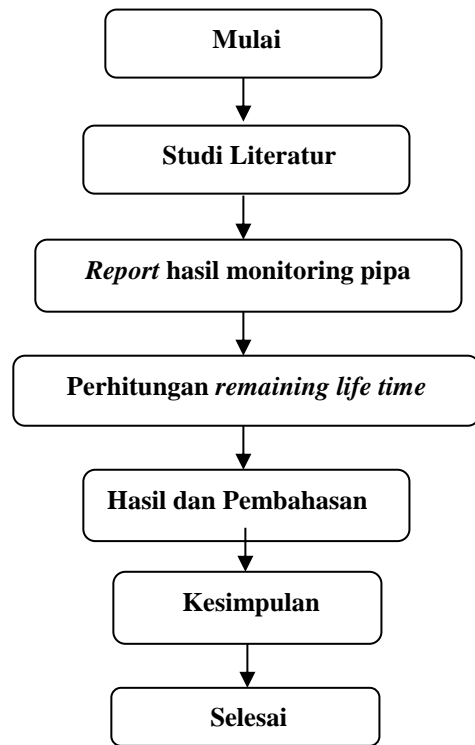 Mulai
Studi Literatur
Report hasil monitoring pipa
Perhitungan remaining life time
Hasil dan Pembahasan
Kesimpulan
Selesai